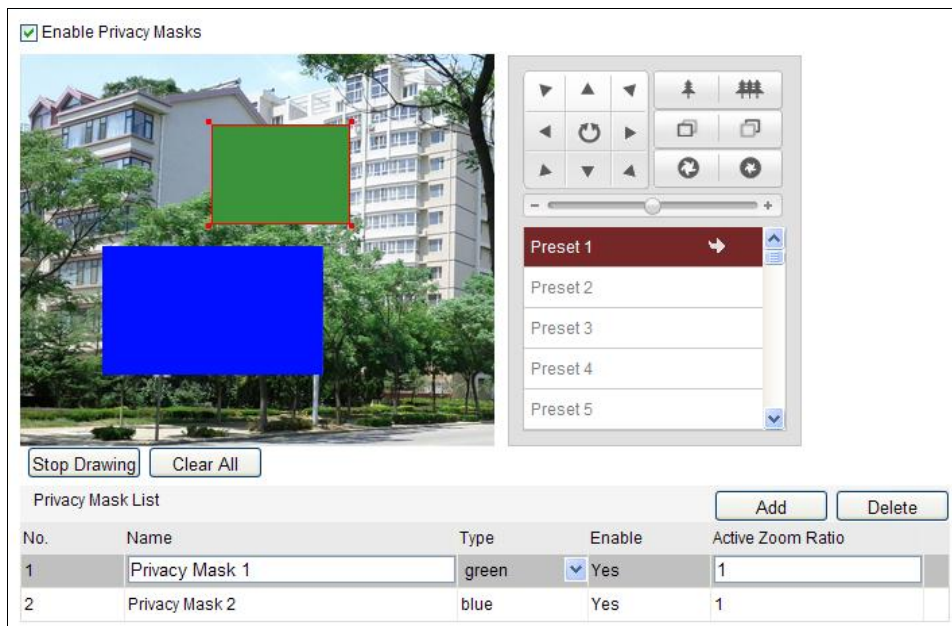 Enable Privacy Masks
- +
Preset 1
Preset 2
Preset 3
Preset 4
Preset 5
Stop Drawing Clear All
Privacy Mask List Add Delete
No. Name Type Enable Active Zoom Ratio
1 Privacy Mask 1 green Yes 1
2 Privacy Mask 2 blue Yes 1